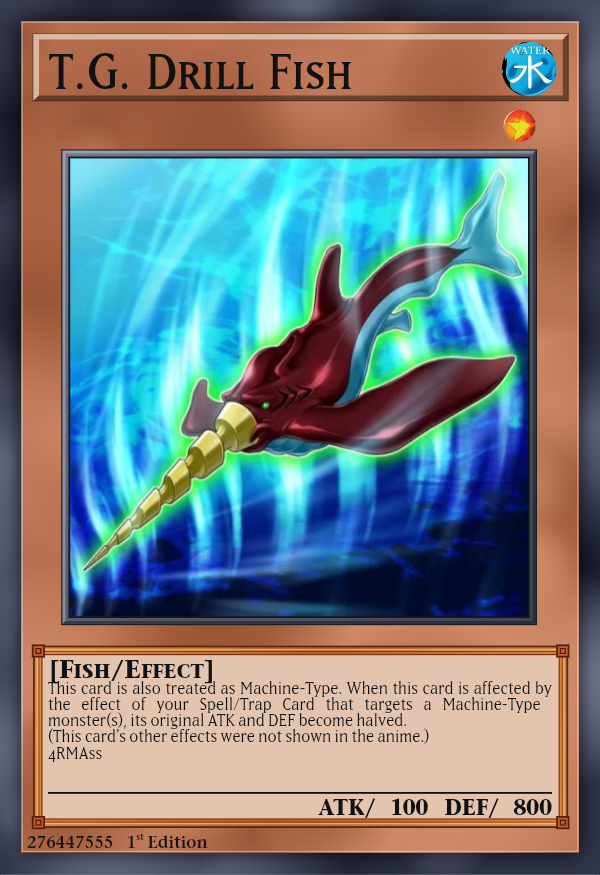 T.G. Drill Fish
WATER
水
[Fish/Effect]
This card is also treated as Machine-Type. When this card is affected by
the effect of your Spell/Trap Card that targets a Machine-Type
monster(s), its original ATK and DEF become halved.
(This card's other effects were not shown in the anime.)
4RMAss
ATK/ 100 DEF/ 800
276447555 1st Edition